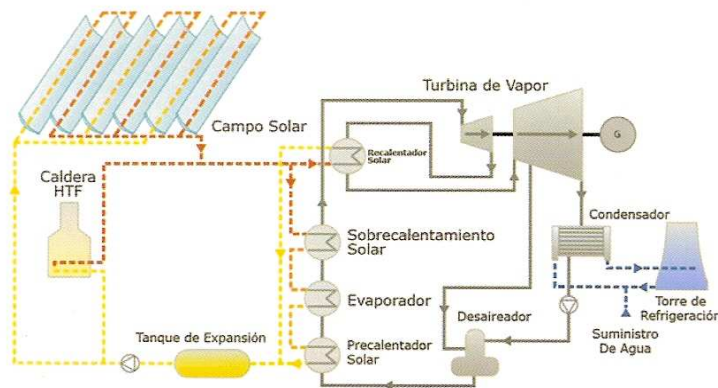 Turbina de Vapor
Campo Solar
Recalentador
Solar
G
Caldera
HTF
Condensador
Sobrecalentamiento
Solar
Evaporador
Desaireador
Torre de
Refrigeración
Tanque de Expansión
Precalentador
Solar
Suministro
De Agua